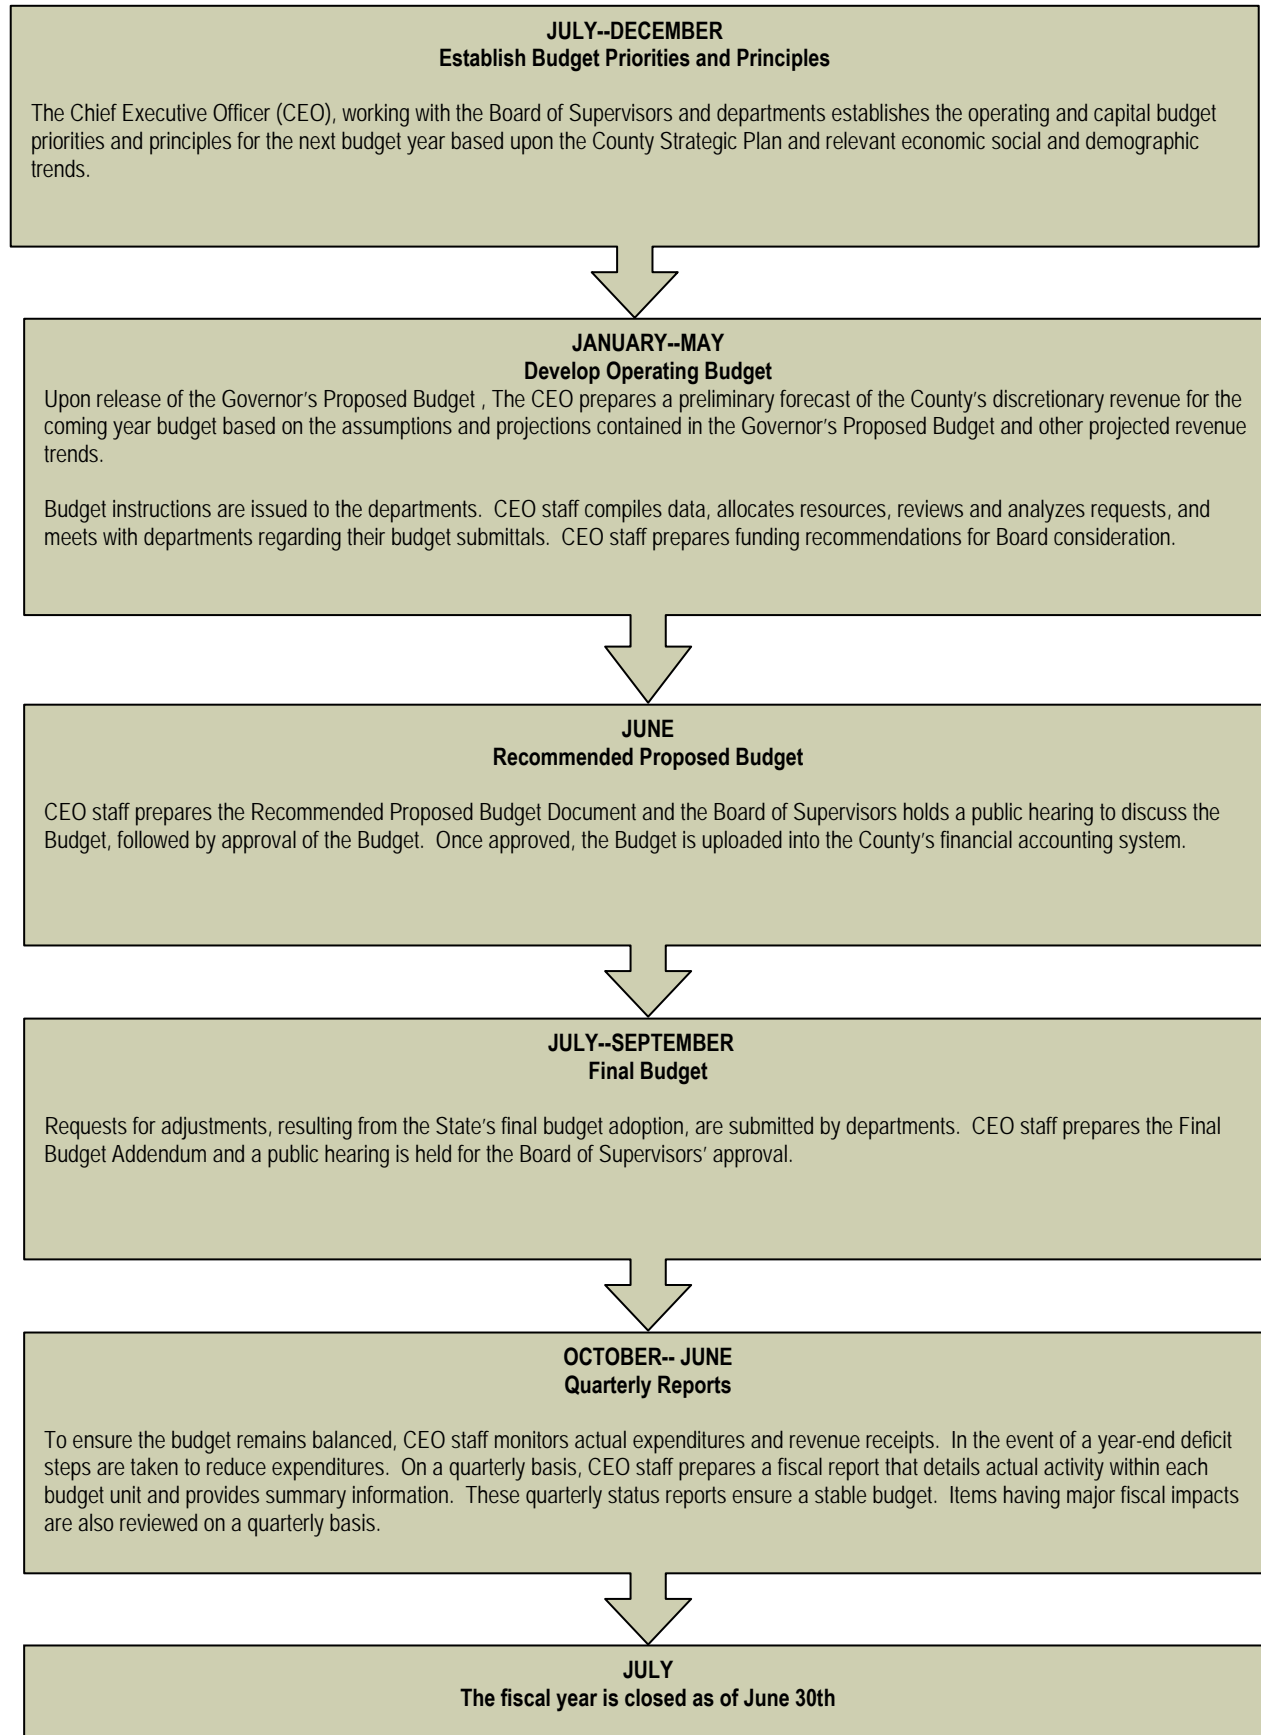 JULY--DECEMBER
Establish Budget Priorities and Principles
The Chief Executive Officer (CEO), working with the Board of Supervisors and departments establishes the operating and capital budget
priorities and principles for the next budget year based upon the County Strategic Plan and relevant economic social and demographic
trends.
JANUARY--MAY
Develop Operating Budget
Upon release of the Governor’s Proposed Budget , The CEO prepares a preliminary forecast of the County’s discretionary revenue for the
coming year budget based on the assumptions and projections contained in the Governor’s Proposed Budget and other projected revenue
trends.
Budget instructions are issued to the departments.  CEO staff compiles data, allocates resources, reviews and analyzes requests, and
meets with departments regarding their budget submittals.  CEO staff prepares funding recommendations for Board consideration.
JUNE
Recommended Proposed Budget
CEO staff prepares the Recommended Proposed Budget Document and the Board of Supervisors holds a public hearing to discuss the
Budget, followed by approval of the Budget.  Once approved, the Budget is uploaded into the County’s financial accounting system.
JULY--SEPTEMBER
Final Budget
Requests for adjustments, resulting from the State’s final budget adoption, are submitted by departments.  CEO staff prepares the Final
Budget Addendum and a public hearing is held for the Board of Supervisors’ approval.
OCTOBER-- JUNE
Quarterly Reports
To ensure the budget remains balanced, CEO staff monitors actual expenditures and revenue receipts.  In the event of a year-end deficit
steps are taken to reduce expenditures.  On a quarterly basis, CEO staff prepares a fiscal report that details actual activity within each
budget unit and provides summary information.  These quarterly status reports ensure a stable budget.  Items having major fiscal impacts
are also reviewed on a quarterly basis.
JULY
The fiscal year is closed as of June 30th